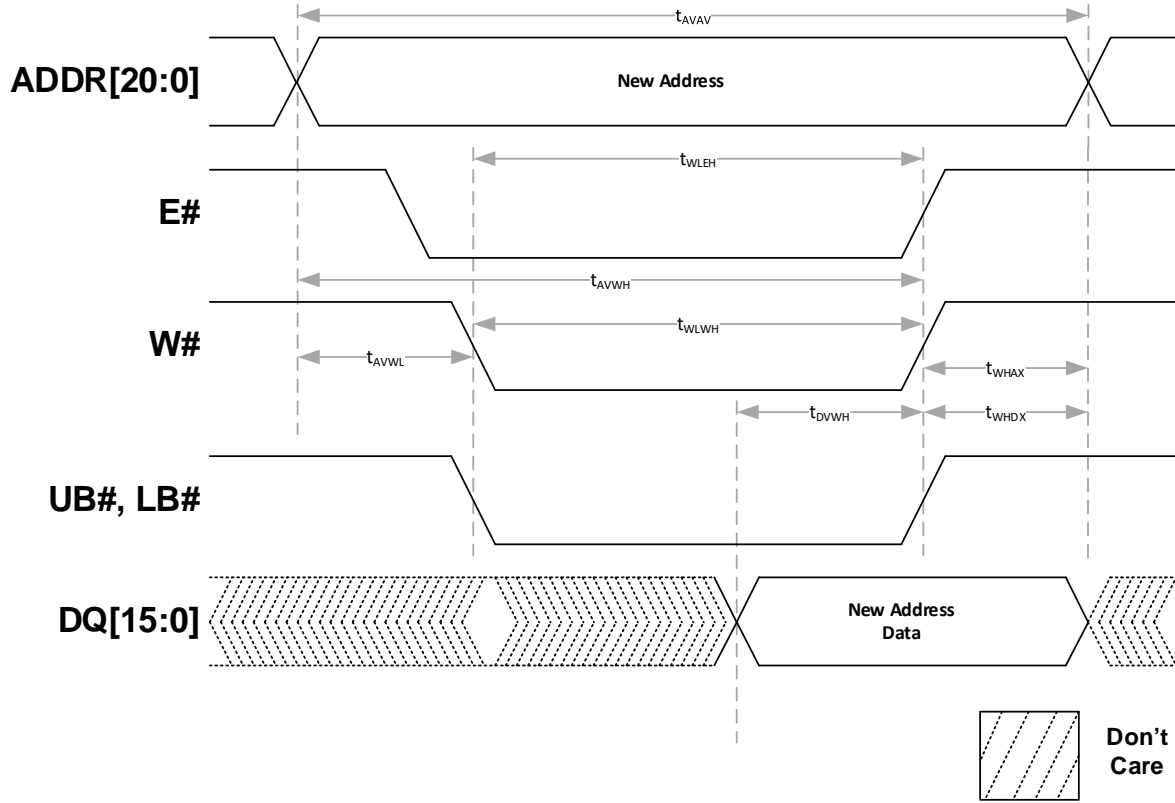 tAVAV
ADDR[20:0]
New Address
tWLEH
E#
tAVWH
W#
tWLWH
tAVWL
tWHAX
tDVWH
tWHDX
UB#, LB#
DQ[15:0]
New Address
Data
Don't
Care